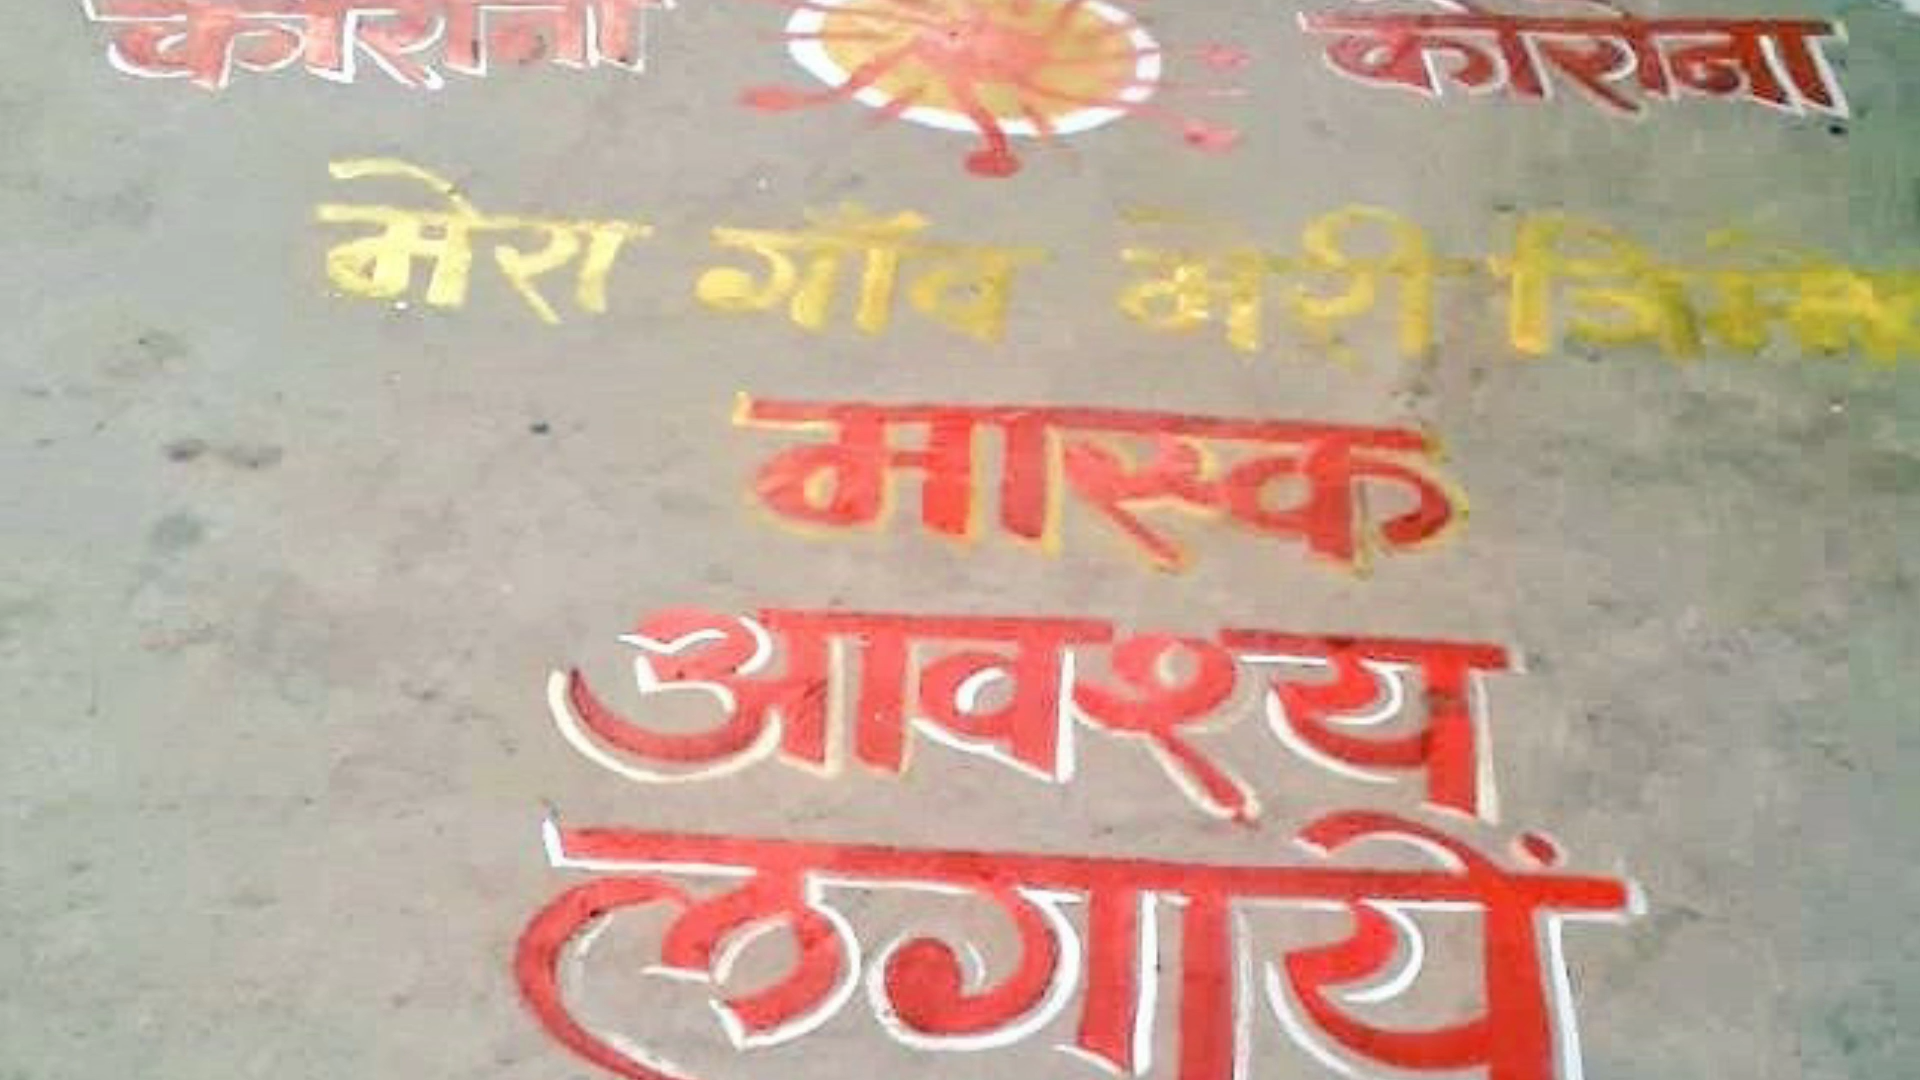 कोरोना कोरोना
मेरा गाँव मेरी
मास्क
आवश्य
लगायें